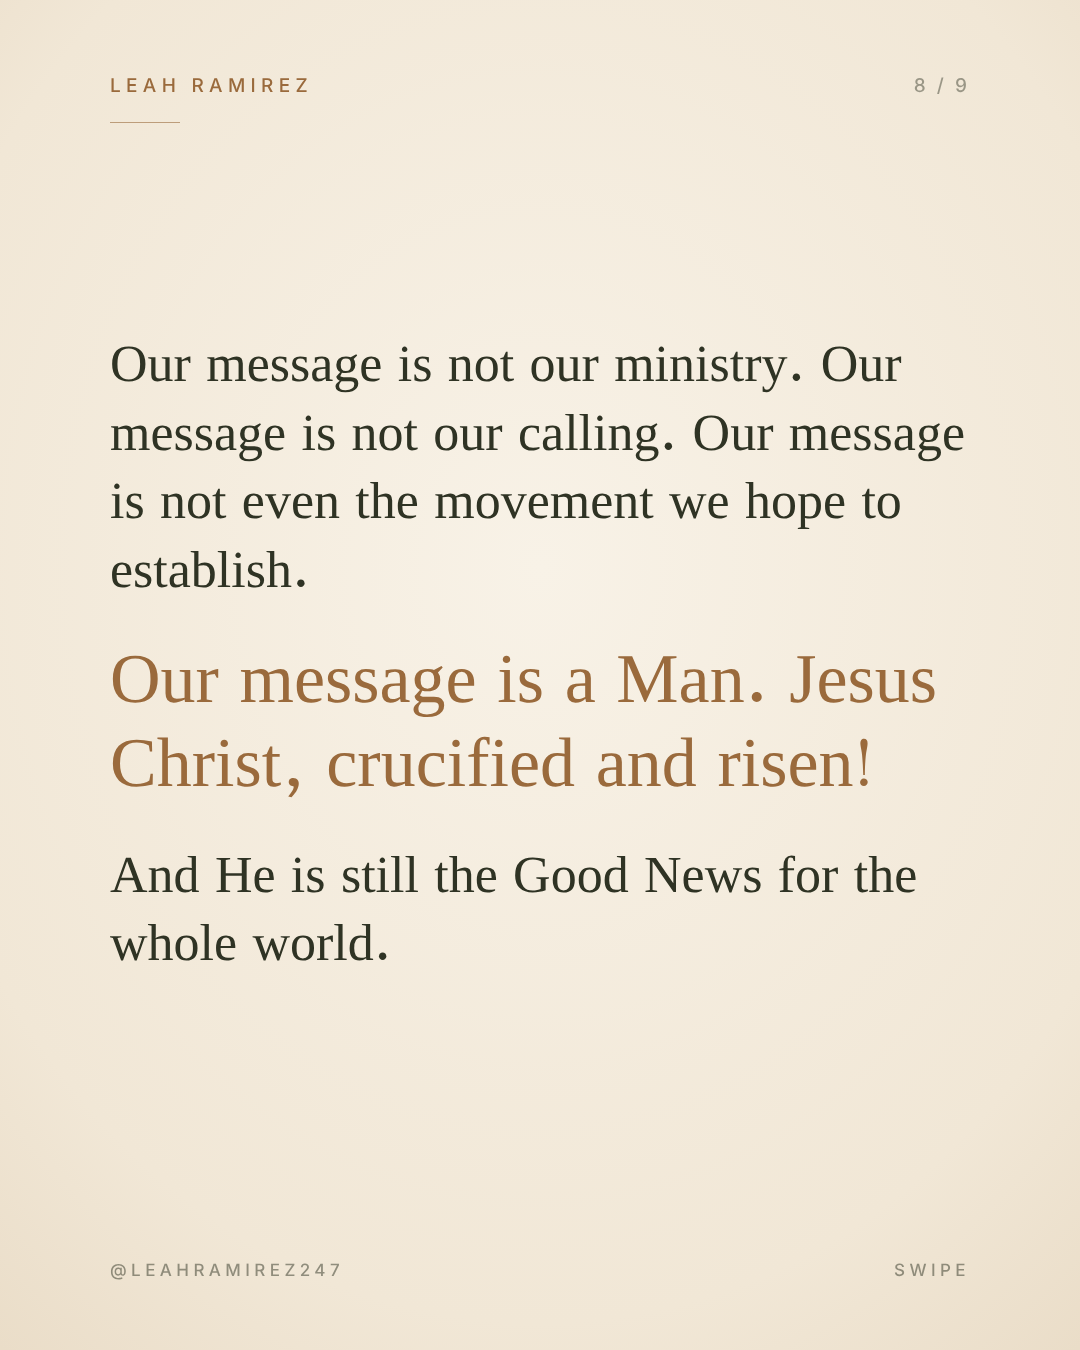 LEAH RAMIREZ
8 / 9
Our message is not our ministry. Our
message is not our calling. Our message
is not even the movement we hope to
establish.
Our message is a Man. Jesus
Christ, crucified and risen!
And He is still the Good News for the
whole world.
@LEAHRAMIREZ247
SWIPE